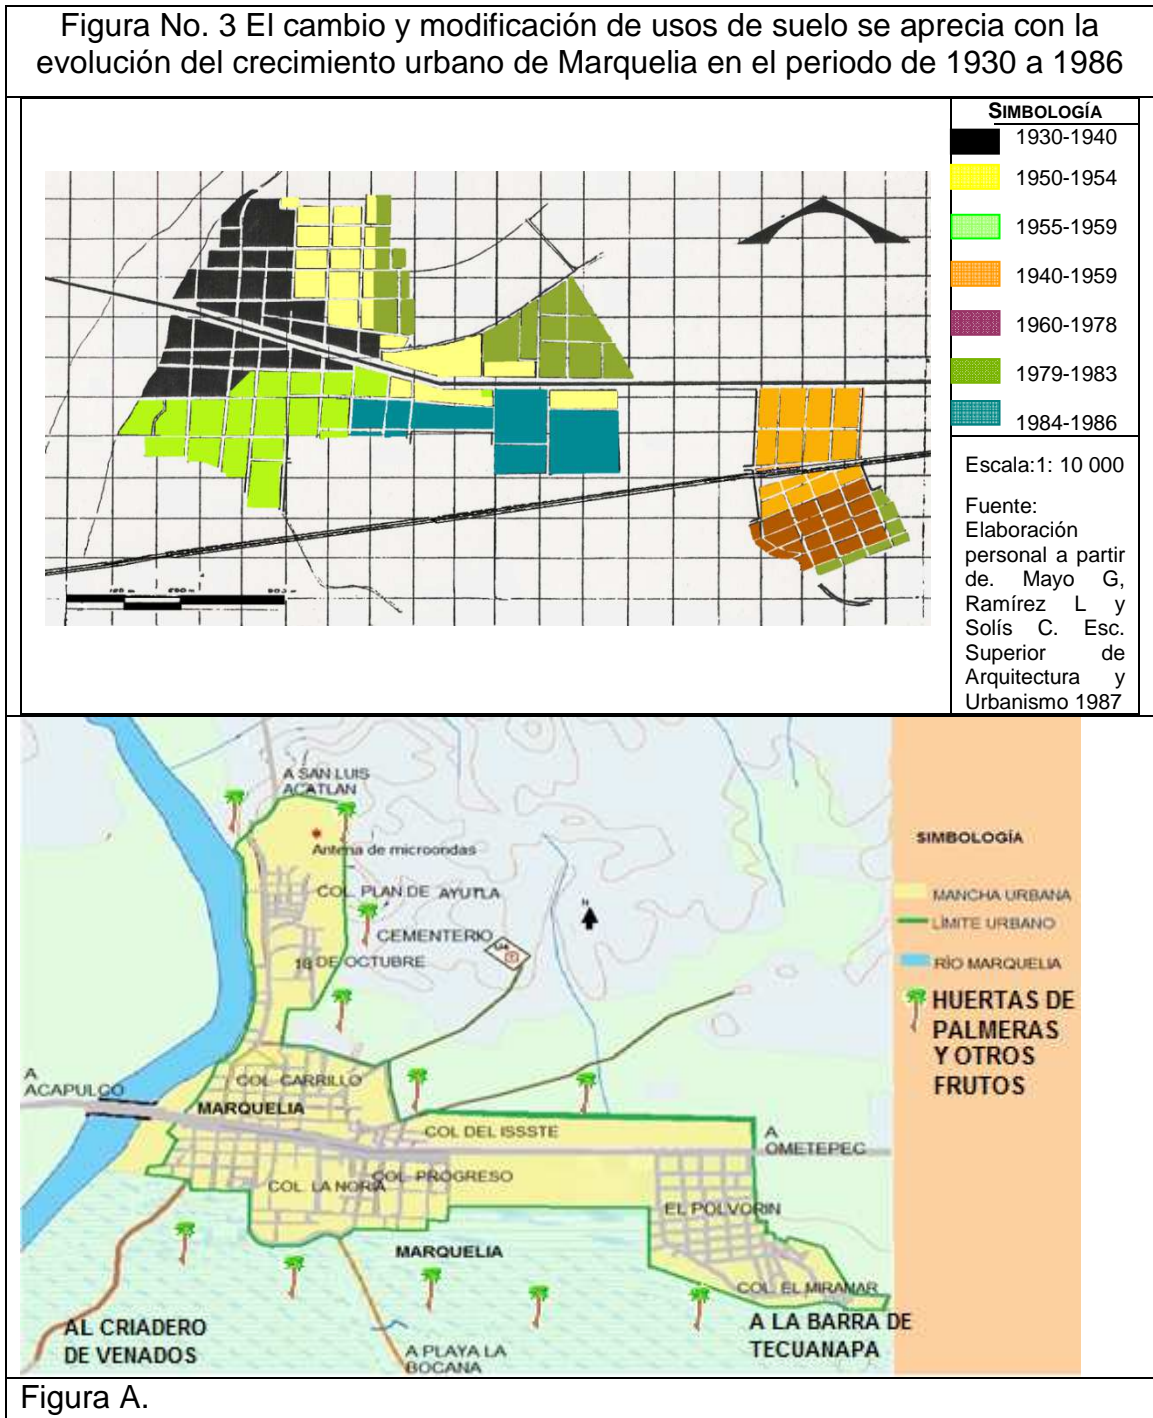 Figura No. 3 El cambio y modificación de usos de suelo se aprecia con la
evolución del crecimiento urbano de Marquelia en el periodo de 1930 a 1986
SIMBOLOGÍA
1930-1940
1950-1954
1955-1959
1940-1959
1960-1978
1979-1983
1984-1986
Escala:1: 10 000
Fuente:
Elaboración
personal a partir
de. Mayo G,
Ramírez L y
Solís C. Esc.
Superior de
Arquitectura y
Urbanismo 1987
A SAN LUIS
ACATLAN
Antena de microondas
COL. PLAN DE AYUTLA
CEMENTERIO
18 DE OCTUBRE
N
A
ACAPULCO
COL. CARRILLO
MARQUELIA
COL DEL ISSSTE
A
OMETEPEC
COL. PROGRESO
COL. LA NORIA
EL POLVORIN
MARQUELIA
COL. EL MIRAMAR
AL CRIADERO
DE VENADOS
A PLAYA LA
BOCANA
A LA BARRA DE
TECUANAPA
SIMBOLOGÍA
MANCHA URBANA
LÍMITE URBANO
RÍO MARQUELIA
HUERTAS DE
PALMERAS
Y OTROS
FRUTOS
Figura A.